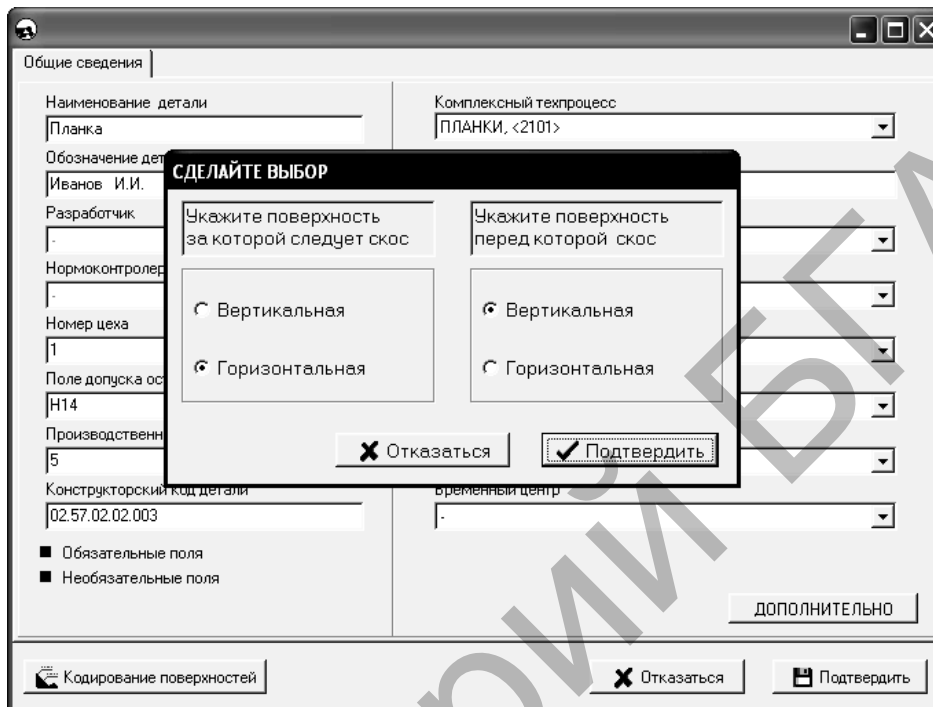 Общие сведения
Наименование детали
Планка
Обозначение дет
Иванов И.И.
Разработчик
-
Нормоконтролер
-
Номер цеха
1
Поле допуска ос
Н14
Производственн
5
Конструкторский код детали
02.57.02.02.003
Обязательные поля
Необязательные поля
Комплексный техпроцесс
ПЛАНКИ, <2101>
СДЕЛАЙТЕ ВЫБОР
Укажите поверхность
за которой следует скос
Вертикальная
Горизонтальная
Укажите поверхность
перед которой скос
Вертикальная
Горизонтальная
Отказаться
Подтвердить
Временный центр
-
ДОПОЛНИТЕЛЬНО
Кодирование поверхностей
Отказаться
Подтвердить
рий БГА